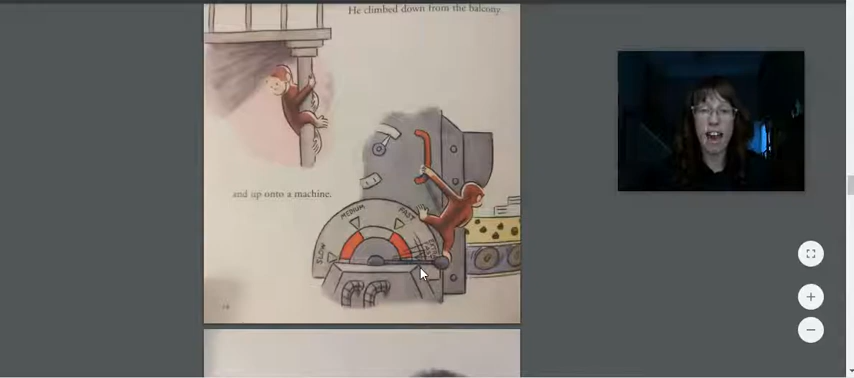 He climbed down from the balcony
and up onto a machine.
MEDIUM
FAST
SLOW